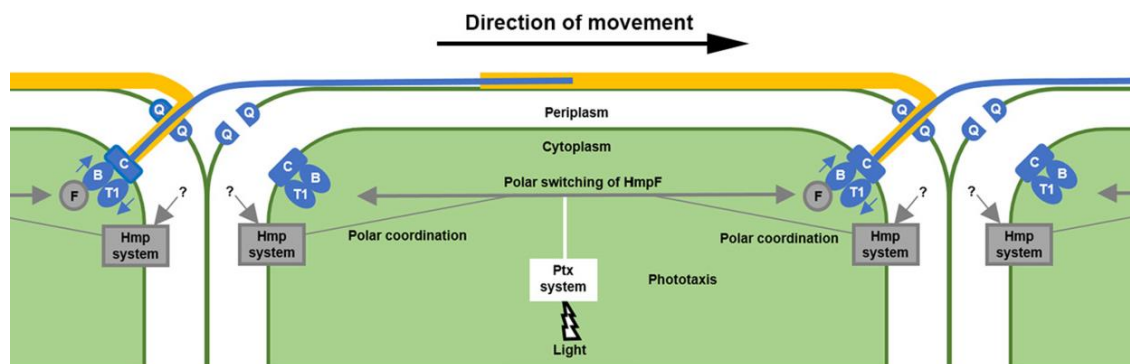 Direction of movement
Q Q Q Q Q Q
Periplasm
Cytoplasm
C B T1 F
C B T1
Polar switching of HmpF
F B C T1
C B T1
? ? ? ?
Hmp system
Hmp system
Polar coordination
Polar coordination
Hmp system
Hmp system
Ptx system
Phototaxis
Light